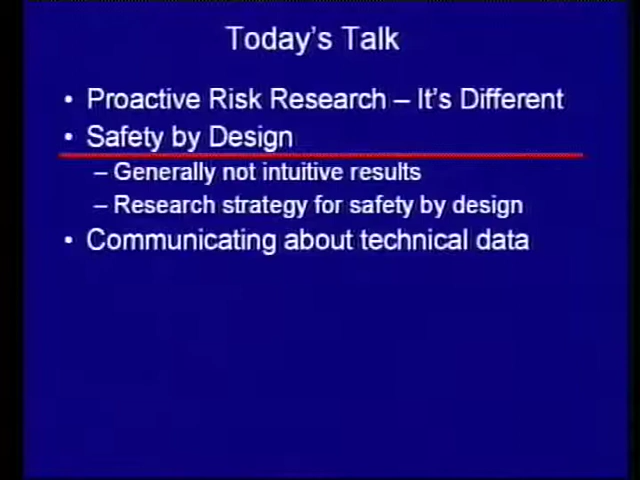 Today's Talk
• Proactive Risk Research – It's Different
• Safety by Design
– Generally not intuitive results
– Research strategy for safety by design
• Communicating about technical data